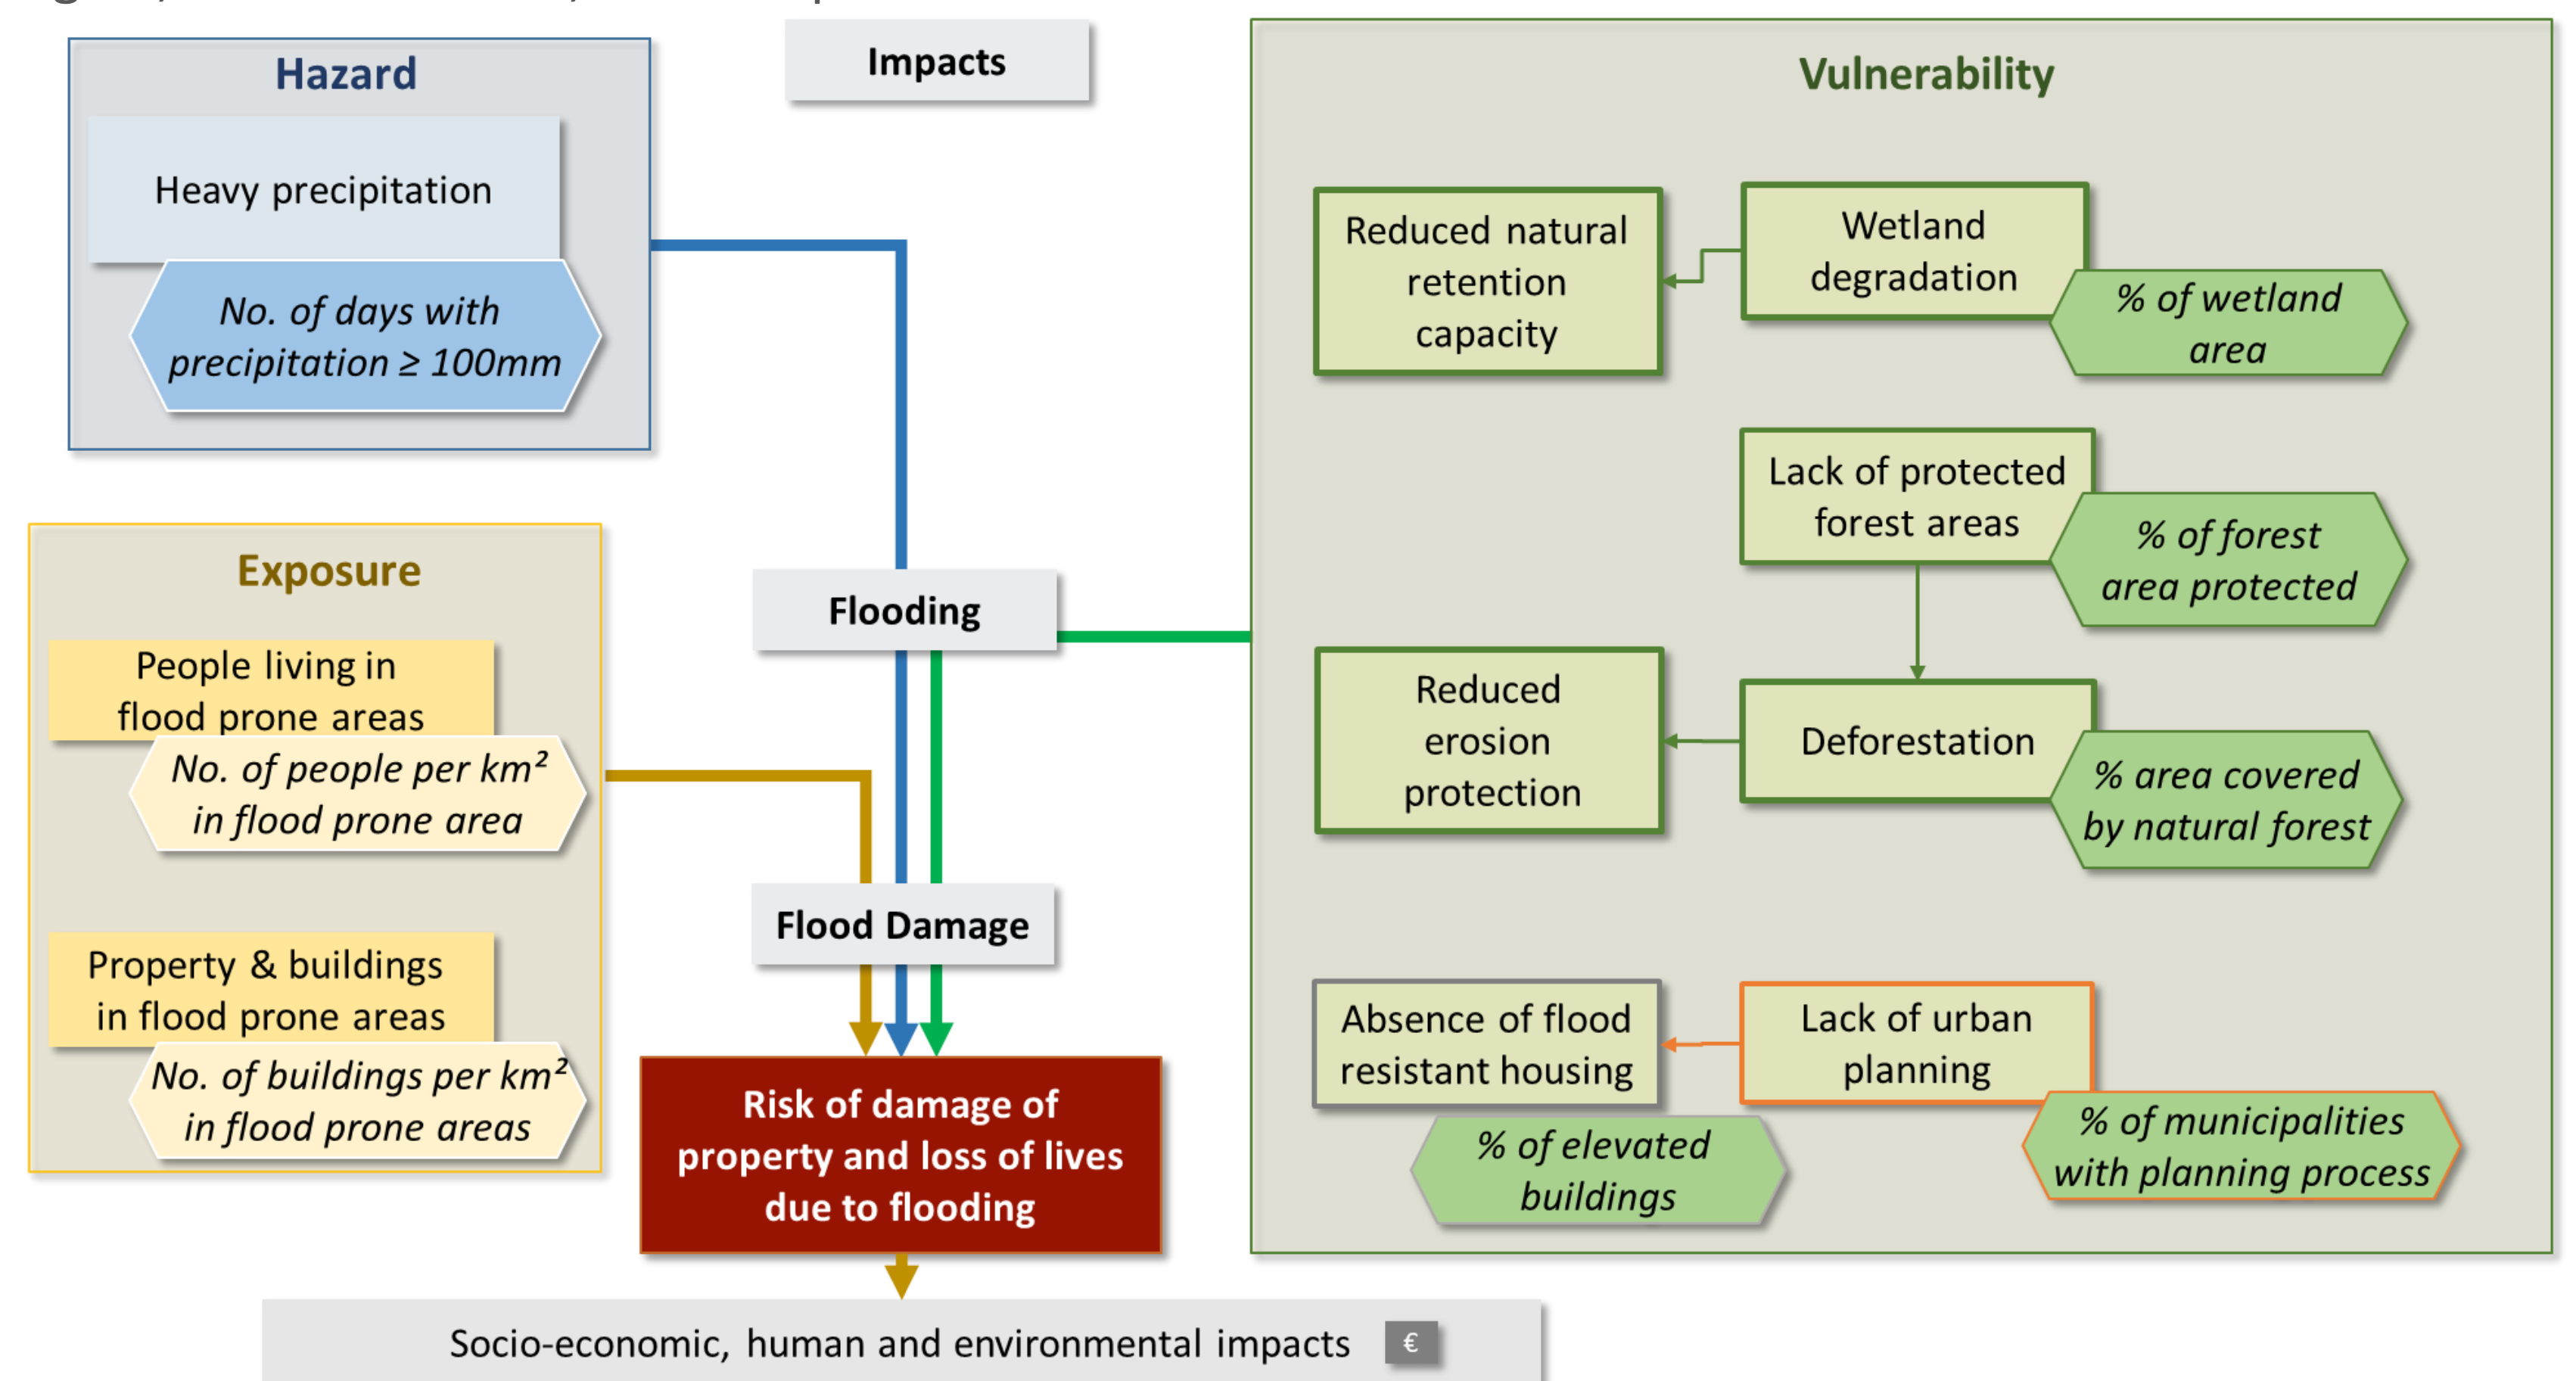 Hazard
Heavy precipitation
No. of days with
precipitation ≥ 100mm
Exposure
People living in
flood prone areas
No. of people per km²
in flood prone area
Property & buildings
in flood prone areas
No. of buildings per km²
in flood prone areas
Impacts
Flooding
Flood Damage
Risk of damage of
property and loss of lives
due to flooding
Socio-economic, human and environmental impacts €
Vulnerability
Reduced natural
retention
capacity
Wetland
degradation
% of wetland
area
Lack of protected
forest areas
% of forest
area protected
Reduced
erosion
protection
Deforestation
% area covered
by natural forest
Absence of flood
resistant housing
% of elevated
buildings
Lack of urban
planning
% of municipalities
with planning process